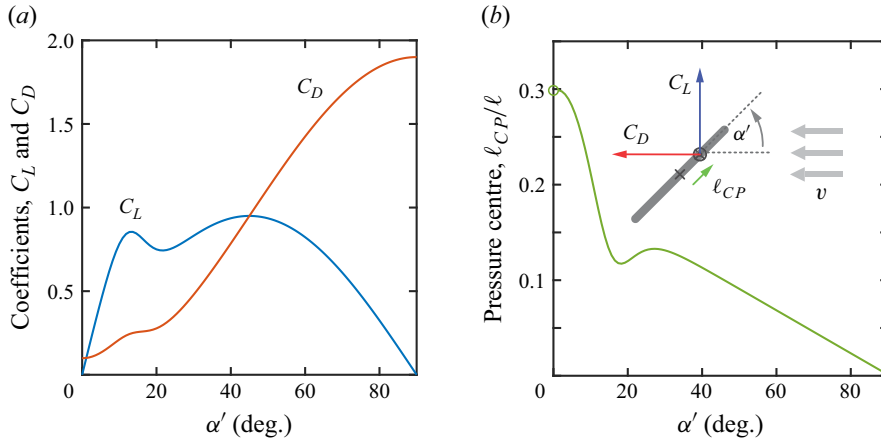 (a)
2.0
1.5
1.0
0.5
0
20
40
60
80
Coefficients, C_L and C_D
α′ (deg.)
C_L
C_D
(b)
0.3
0.2
0.1
0
20
40
60
80
Pressure centre, ℓ_CP/ℓ
α′ (deg.)
C_L
C_D
α′
ℓ_CP
v